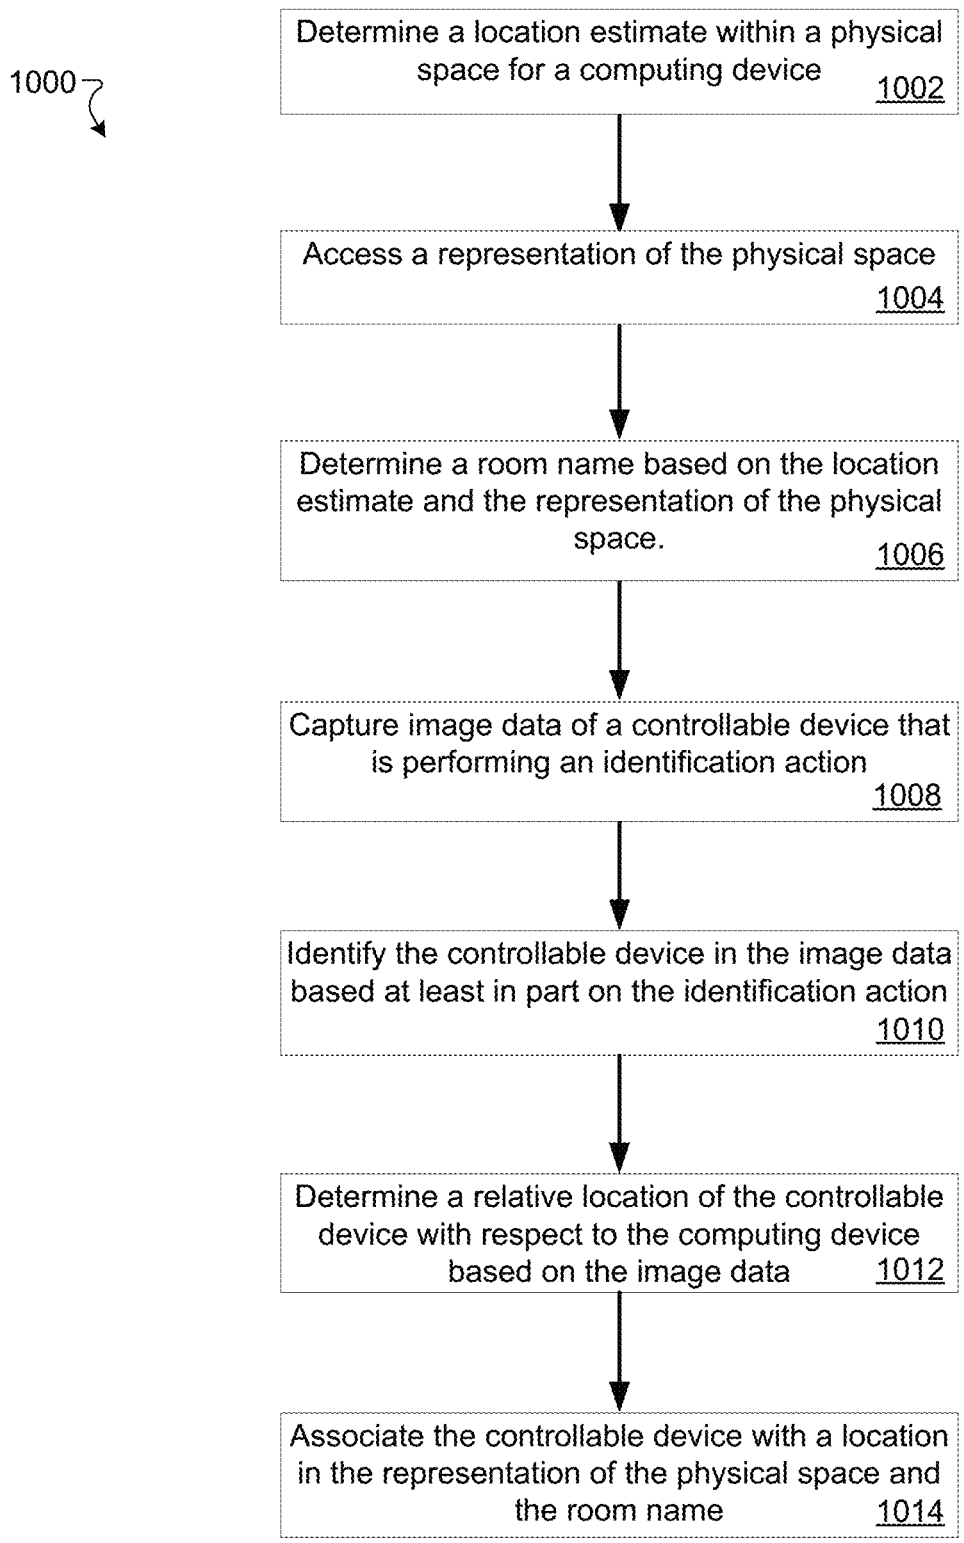 1000
Determine a location estimate within a physical
space for a computing device
1002
Access a representation of the physical space
1004
Determine a room name based on the location
estimate and the representation of the physical
space.
1006
Capture image data of a controllable device that
is performing an identification action
1008
Identify the controllable device in the image data
based at least in part on the identification action
1010
Determine a relative location of the controllable
device with respect to the computing device
based on the image data
1012
Associate the controllable device with a location
in the representation of the physical space and
the room name
1014